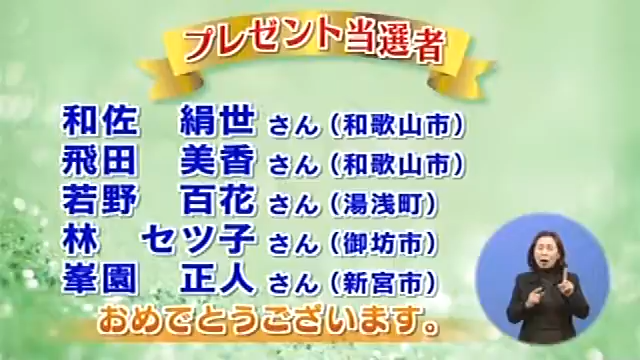 プレゼント当選者
和佐　絹世 さん（和歌山市）
飛田　美香 さん（和歌山市）
若野　百花 さん（湯浅町）
林　セツ子 さん（御坊市）
峯園　正人 さん（新宮市）
おめでとうございます。